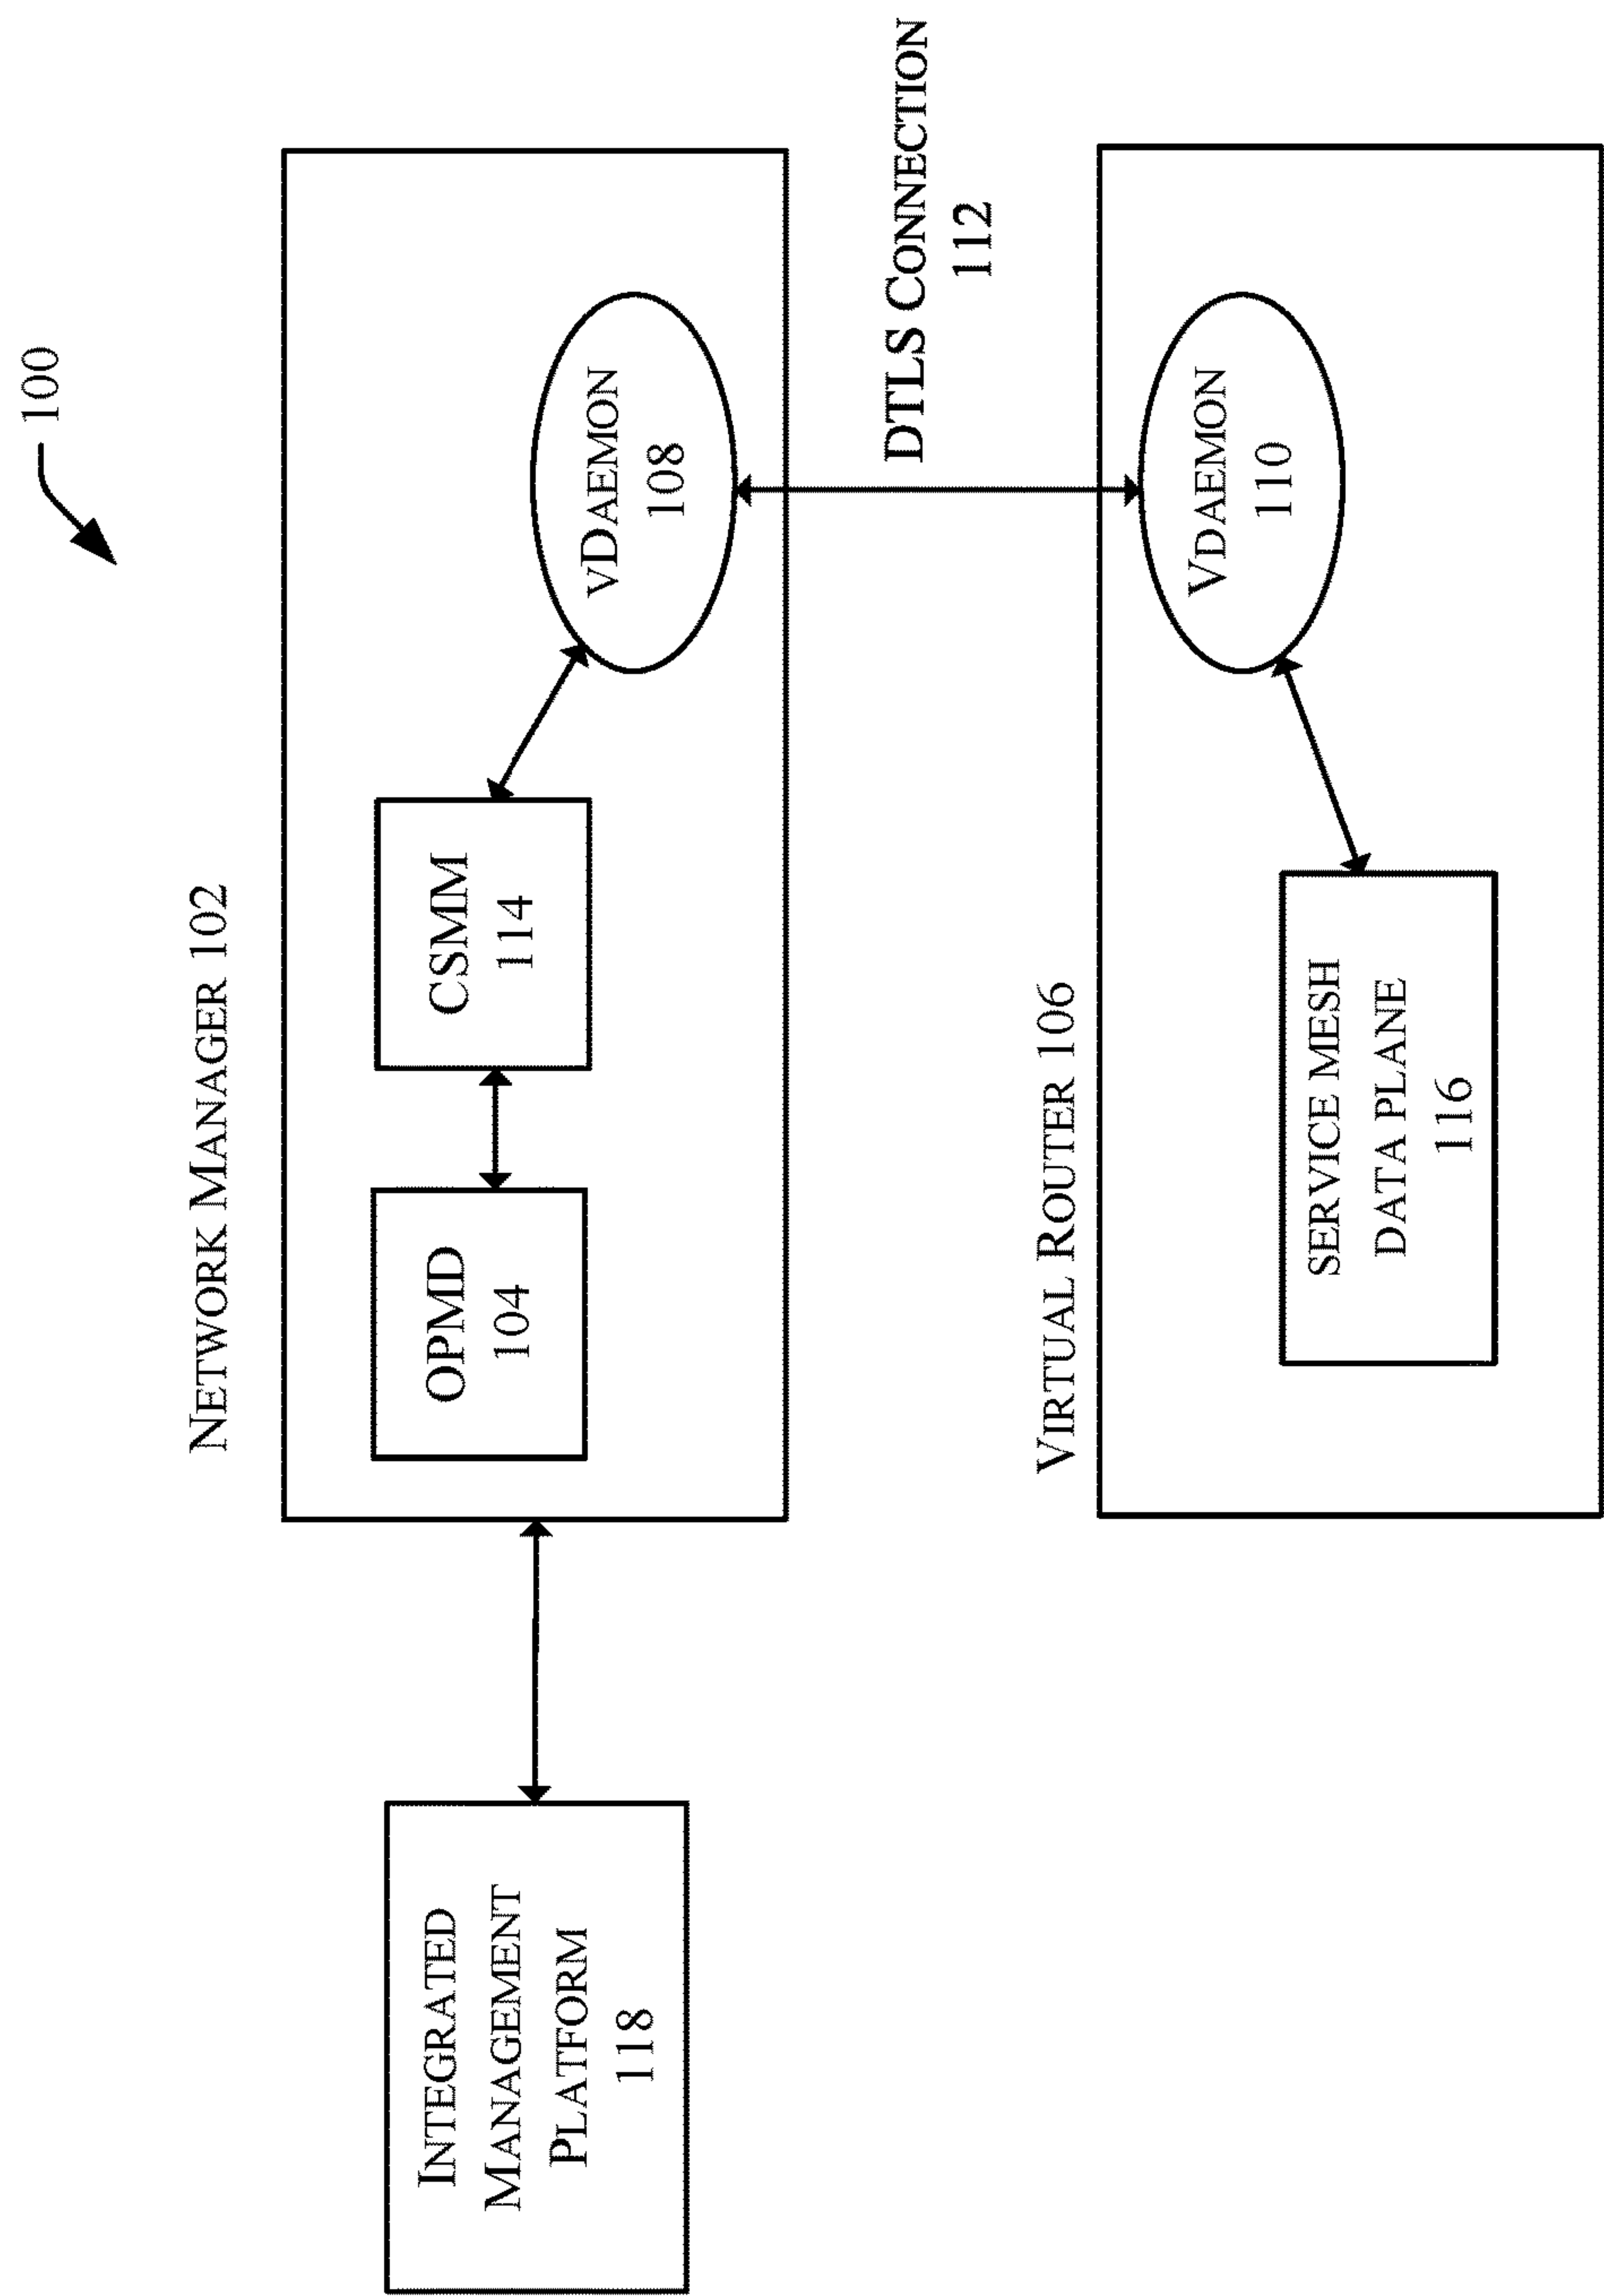 100
NETWORK MANAGER 102
OPMD
104
CSMM
114
VDAEMON
108
INTEGRATED
MANAGEMENT
PLATFORM
118
DTLS CONNECTION
112
VIRTUAL ROUTER 106
SERVICE MESH
DATA PLANE
116
VDAEMON
110